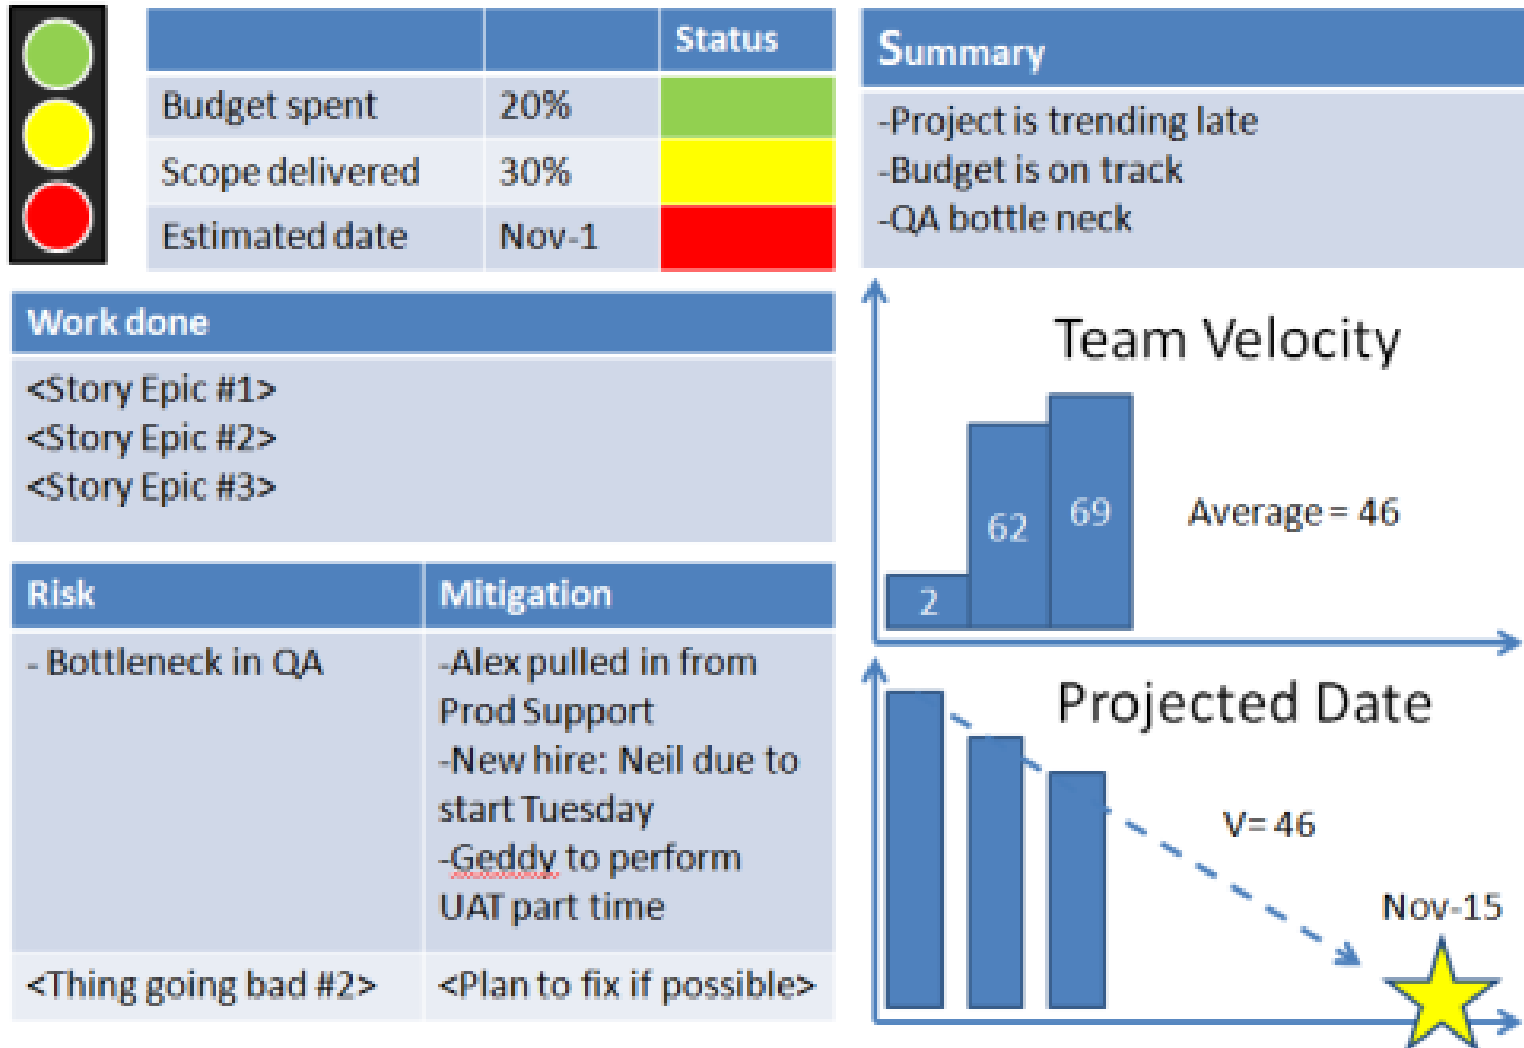 Status
Budget spent 20%
Scope delivered 30%
Estimated date Nov-1
Summary
-Project is trending late
-Budget is on track
-QA bottle neck
Work done
<Story Epic #1>
<Story Epic #2>
<Story Epic #3>
Team Velocity
2
62
69
Average = 46
Risk
Mitigation
- Bottleneck in QA
-Alex pulled in from
Prod Support
-New hire: Neil due to
start Tuesday
-Geddy to perform
UAT part time
<Thing going bad #2>
<Plan to fix if possible>
Projected Date
V= 46
Nov-15